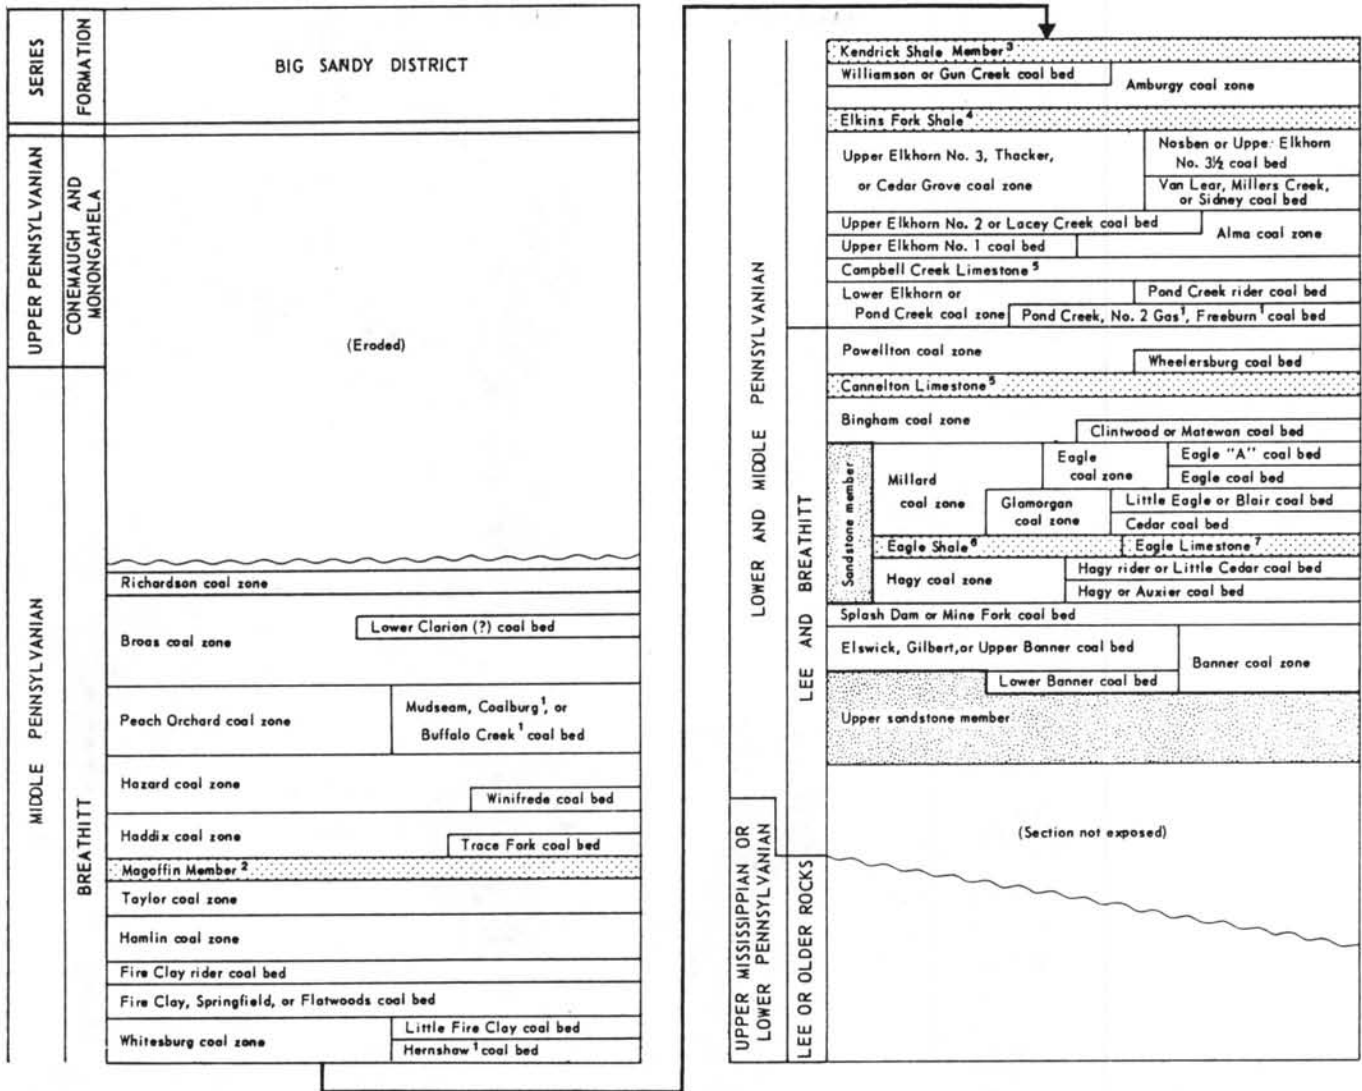 SERIES
FORMATION
BIG SANDY DISTRICT
UPPER PENNSYLVANIAN
CONEMAUGH AND
MONONGAHELA
(Eroded)
MIDDLE PENNSYLVANIAN
BREATHITT
Richardson coal zone
Broas coal zone
Lower Clarion (?) coal bed
Peach Orchard coal zone
Mudseam, Coalburg¹, or
Buffalo Creek¹ coal bed
Hazard coal zone
Winifrede coal bed
Haddix coal zone
Trace Fork coal bed
Magoffin Member²
Taylor coal zone
Hamlin coal zone
Fire Clay rider coal bed
Fire Clay, Springfield, or Flatwoods coal bed
Whitesburg coal zone
Little Fire Clay coal bed
Hernshaw¹ coal bed
LOWER AND MIDDLE PENNSYLVANIAN
LEE AND BREATHITT
Kendrick Shale Member³
Williamson or Gun Creek coal bed
Amburgy coal zone
Elkins Fork Shale⁴
Upper Elkhorn No. 3, Thacker,
or Cedar Grove coal zone
Nosben or Uppe. Elkhorn
No. 3½ coal bed
Van Lear, Millers Creek,
or Sidney coal bed
Upper Elkhorn No. 2 or Lacey Creek coal bed
Alma coal zone
Upper Elkhorn No. 1 coal bed
Campbell Creek Limestone⁵
Lower Elkhorn or
Pond Creek coal zone
Pond Creek rider coal bed
Pond Creek, No. 2 Gas¹, Freeburn¹ coal bed
Powellton coal zone
Wheelersburg coal bed
Cannelton Limestone⁵
Bingham coal zone
Clintwood or Matewan coal bed
Sandstone member
Millard
coal zone
Eagle
coal zone
Eagle "A" coal bed
Eagle coal bed
Glamorgan
coal zone
Little Eagle or Blair coal bed
Cedar coal bed
Eagle Shale⁶
Eagle Limestone⁷
Hagy coal zone
Hagy rider or Little Cedar coal bed
Hagy or Auxier coal bed
Splash Dam or Mine Fork coal bed
Elswick, Gilbert, or Upper Banner coal bed
Banner coal zone
Lower Banner coal bed
Upper sandstone member
UPPER MISSISSIPPIAN OR
LOWER PENNSYLVANIAN
LEE OR OLDER ROCKS
(Section not exposed)